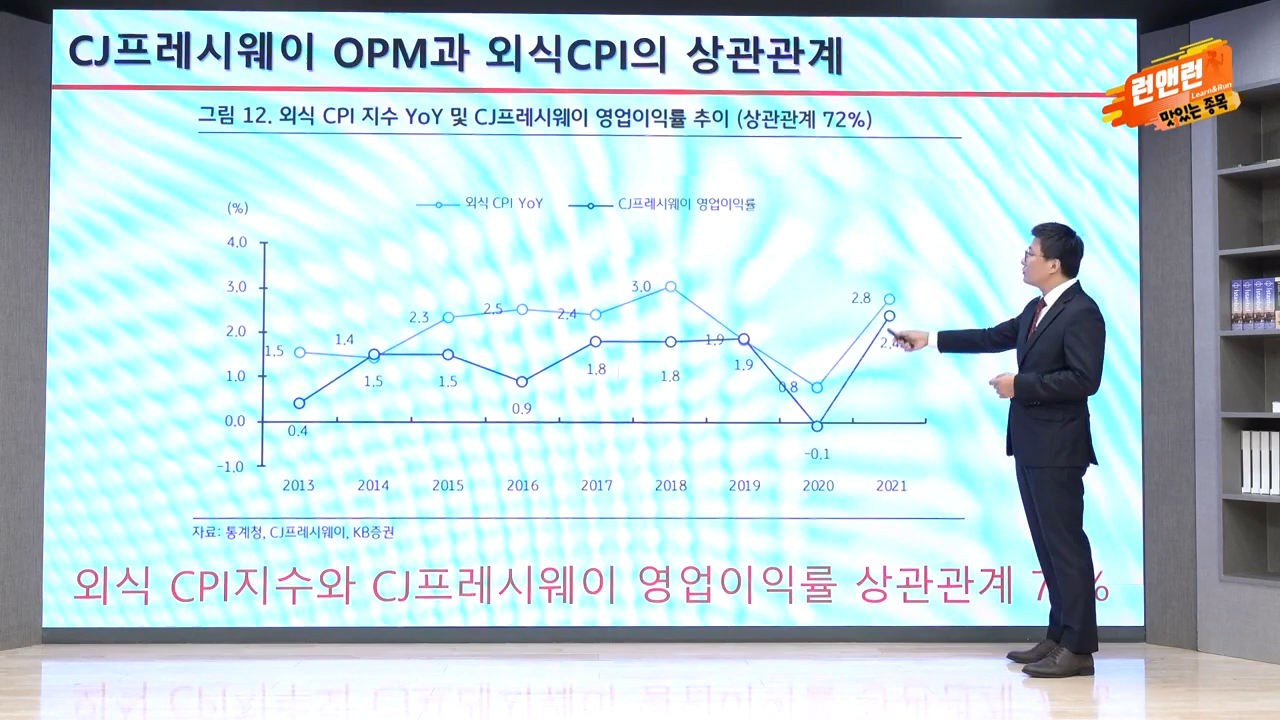 CJ프레시웨이 OPM과 외식CPI의 상관관계
런앤런
Learn&Run
맛있는 종목
그림 12. 외식 CPI 지수 YoY 및 CJ프레시웨이 영업이익률 추이 (상관관계 72%)
(%)
외식 CPI YoY
CJ프레시웨이 영업이익률
4.0
3.0
2.0
1.0
0.0
-1.0
1.5
1.4
2.3
2.5
2.4
3.0
1.9
0.8
2.8
0.4
1.5
1.5
0.9
1.8
1.8
1.9
-0.1
2.4
2013 2014 2015 2016 2017 2018 2019 2020 2021
자료: 통계청, CJ프레시웨이, KB증권
외식 CPI지수와 CJ프레시웨이 영업이익률 상관관계